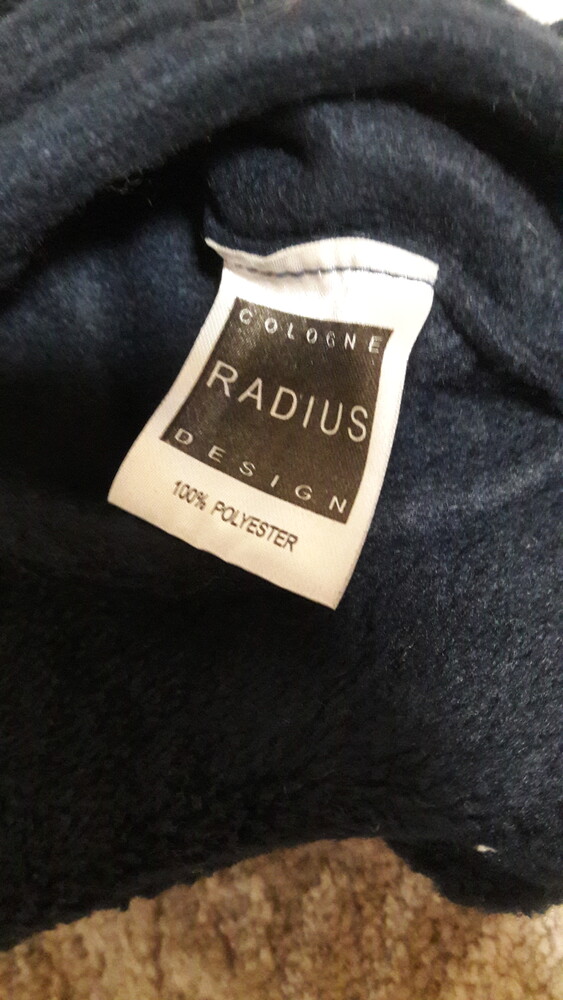 COLOGNE
RADIUS
DESIGN
100% POLYESTER